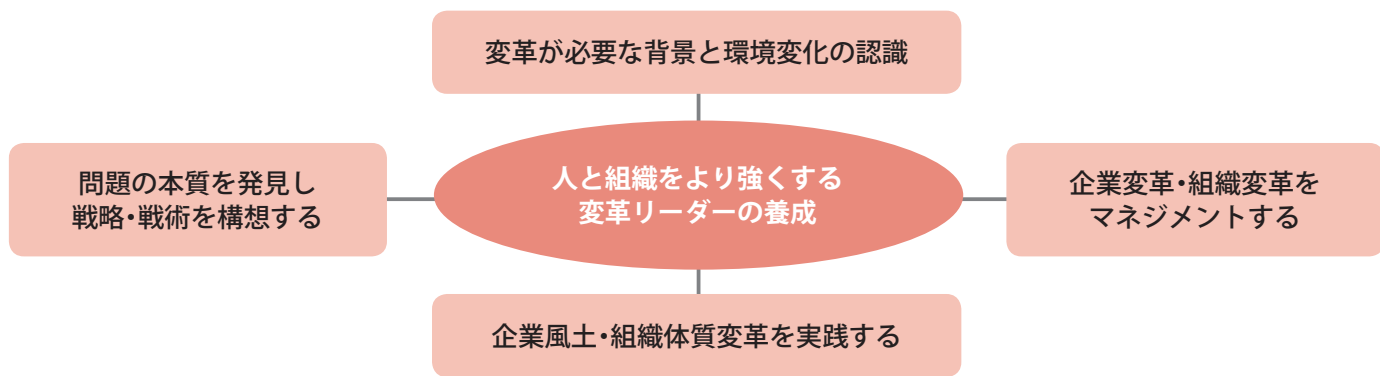 変革が必要な背景と環境変化の認識
問題の本質を発見し
戦略・戦術を構想する
人と組織をより強くする
変革リーダーの養成
企業変革・組織変革を
マネジメントする
企業風土・組織体質変革を実践する